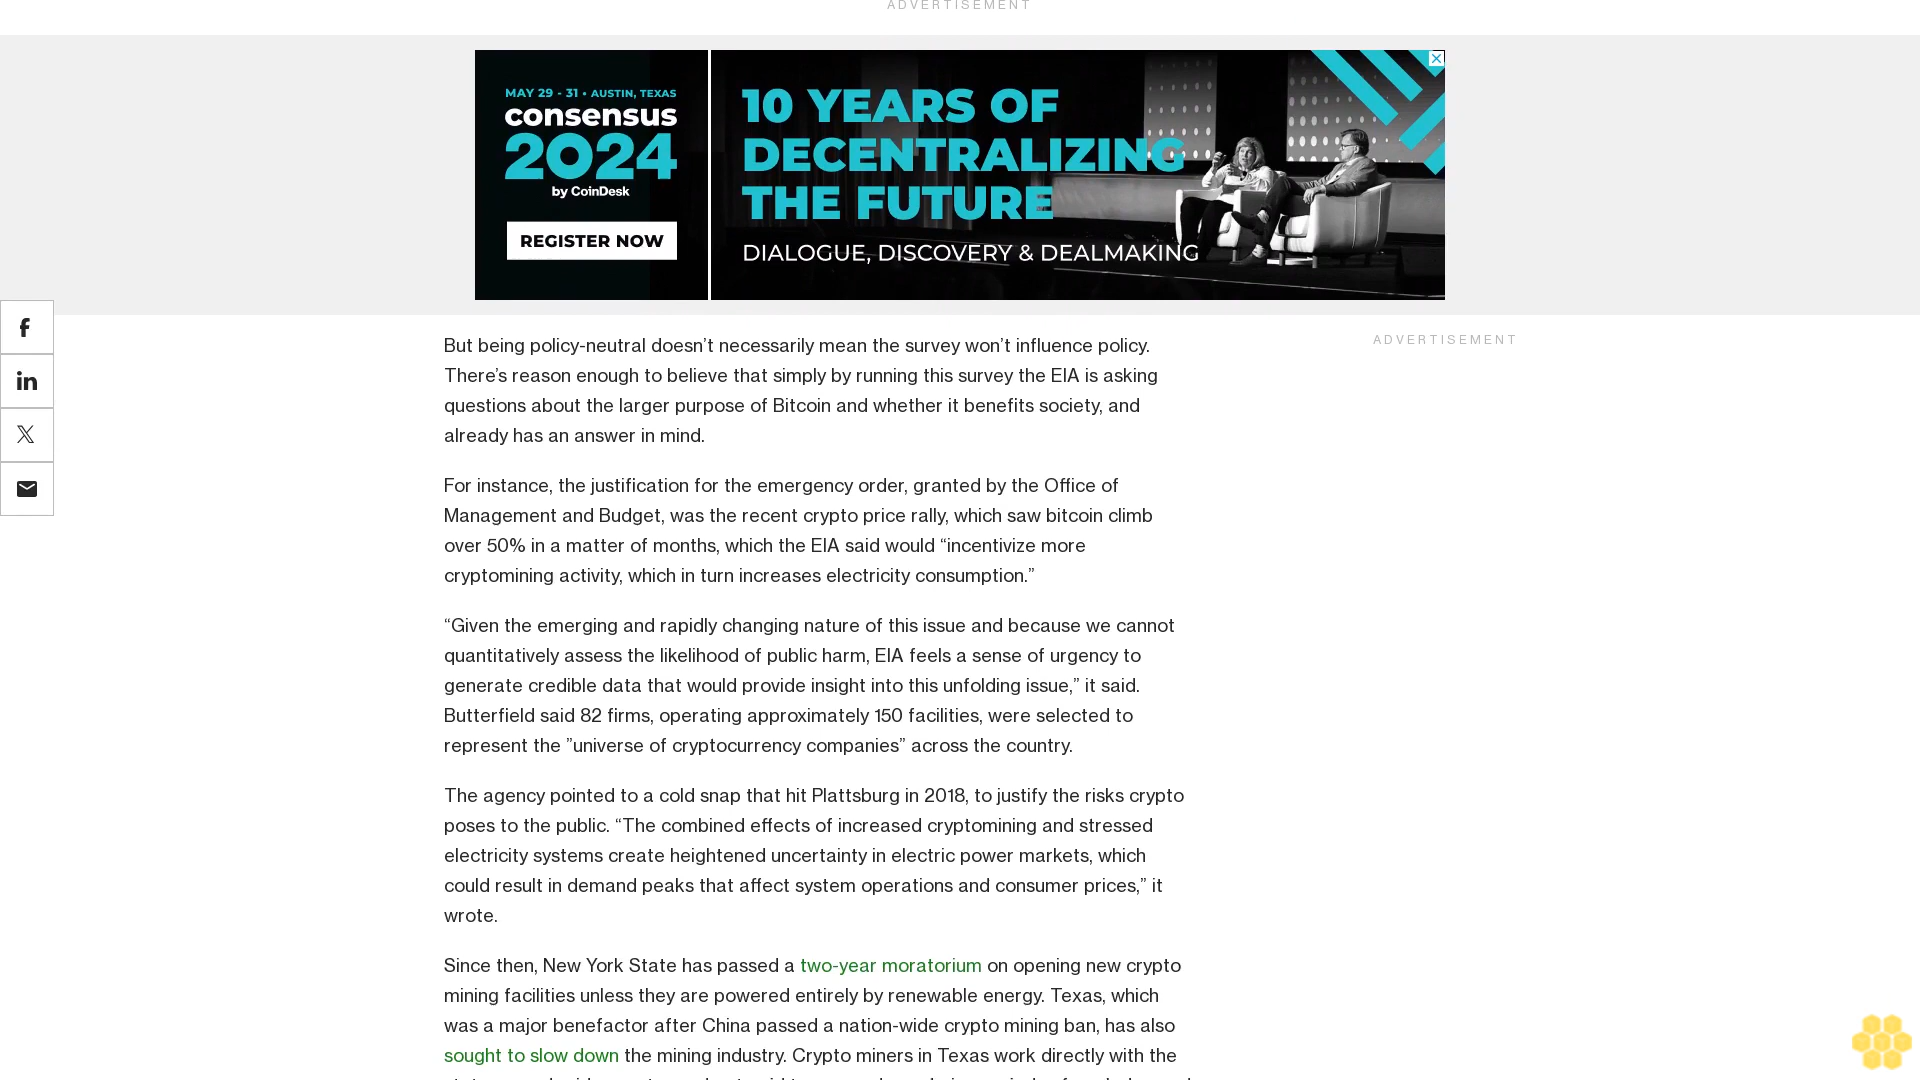 ADVERTISEMENT
MAY 29 - 31 • AUSTIN, TEXAS
consensus
2024
by CoinDesk
REGISTER NOW
10 YEARS OF
DECENTRALIZING
THE FUTURE
DIALOGUE, DISCOVERY & DEALMAKING
ADVERTISEMENT
But being policy-neutral doesn’t necessarily mean the survey won’t influence policy.
There’s reason enough to believe that simply by running this survey the EIA is asking
questions about the larger purpose of Bitcoin and whether it benefits society, and
already has an answer in mind.
For instance, the justification for the emergency order, granted by the Office of
Management and Budget, was the recent crypto price rally, which saw bitcoin climb
over 50% in a matter of months, which the EIA said would “incentivize more
cryptomining activity, which in turn increases electricity consumption.”
“Given the emerging and rapidly changing nature of this issue and because we cannot
quantitatively assess the likelihood of public harm, EIA feels a sense of urgency to
generate credible data that would provide insight into this unfolding issue,” it said.
Butterfield said 82 firms, operating approximately 150 facilities, were selected to
represent the ”universe of cryptocurrency companies” across the country.
The agency pointed to a cold snap that hit Plattsburg in 2018, to justify the risks crypto
poses to the public. “The combined effects of increased cryptomining and stressed
electricity systems create heightened uncertainty in electric power markets, which
could result in demand peaks that affect system operations and consumer prices,” it
wrote.
Since then, New York State has passed a two-year moratorium on opening new crypto
mining facilities unless they are powered entirely by renewable energy. Texas, which
was a major benefactor after China passed a nation-wide crypto mining ban, has also
sought to slow down the mining industry. Crypto miners in Texas work directly with the